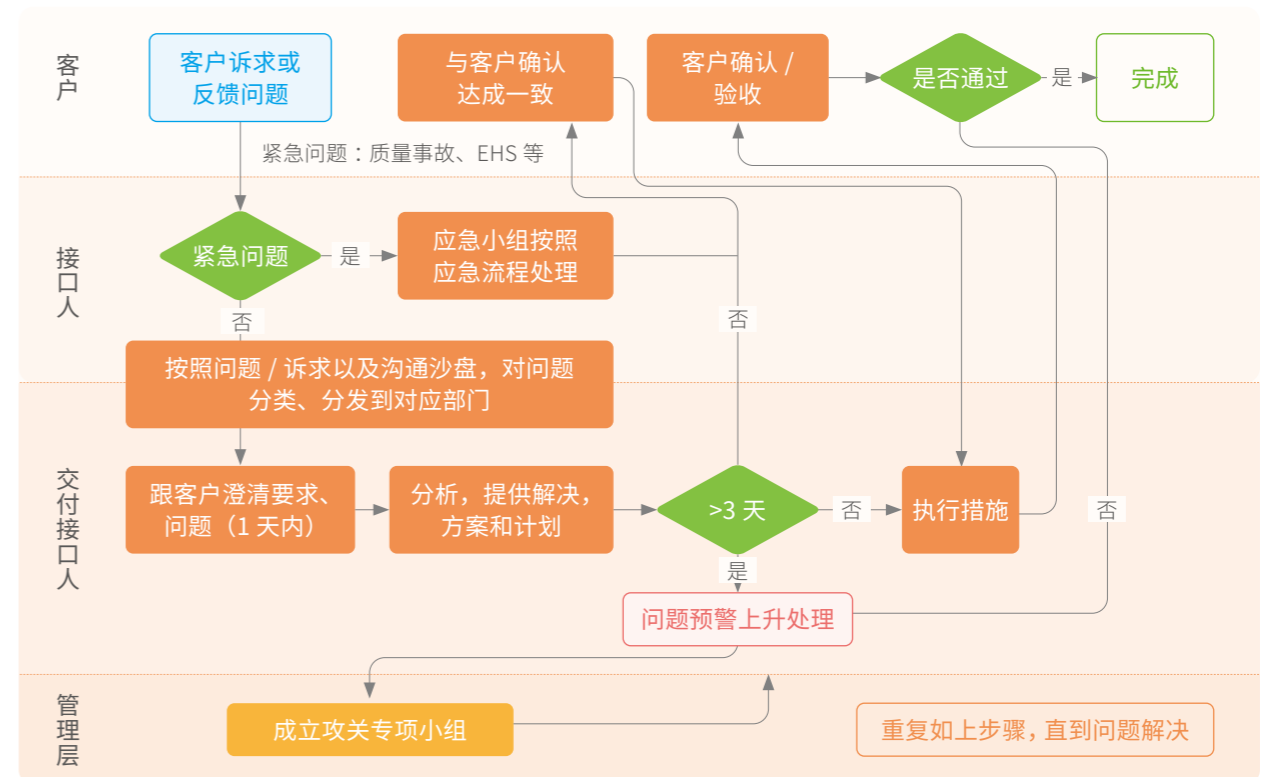 客户
客户诉求或
反馈问题
与客户确认
达成一致
客户确认 /
验收
是否通过
是
完成
紧急问题：质量事故、EHS 等
接口人
紧急问题
是
应急小组按照
应急流程处理
否
否
按照问题 / 诉求以及沟通沙盘，对问题
分类、分发到对应部门
交付接口人
跟客户澄清要求、
问题（1 天内）
分析，提供解决，
方案和计划
>3 天
否
执行措施
否
是
问题预警上升处理
管理层
成立攻关专项小组
重复如上步骤，直到问题解决